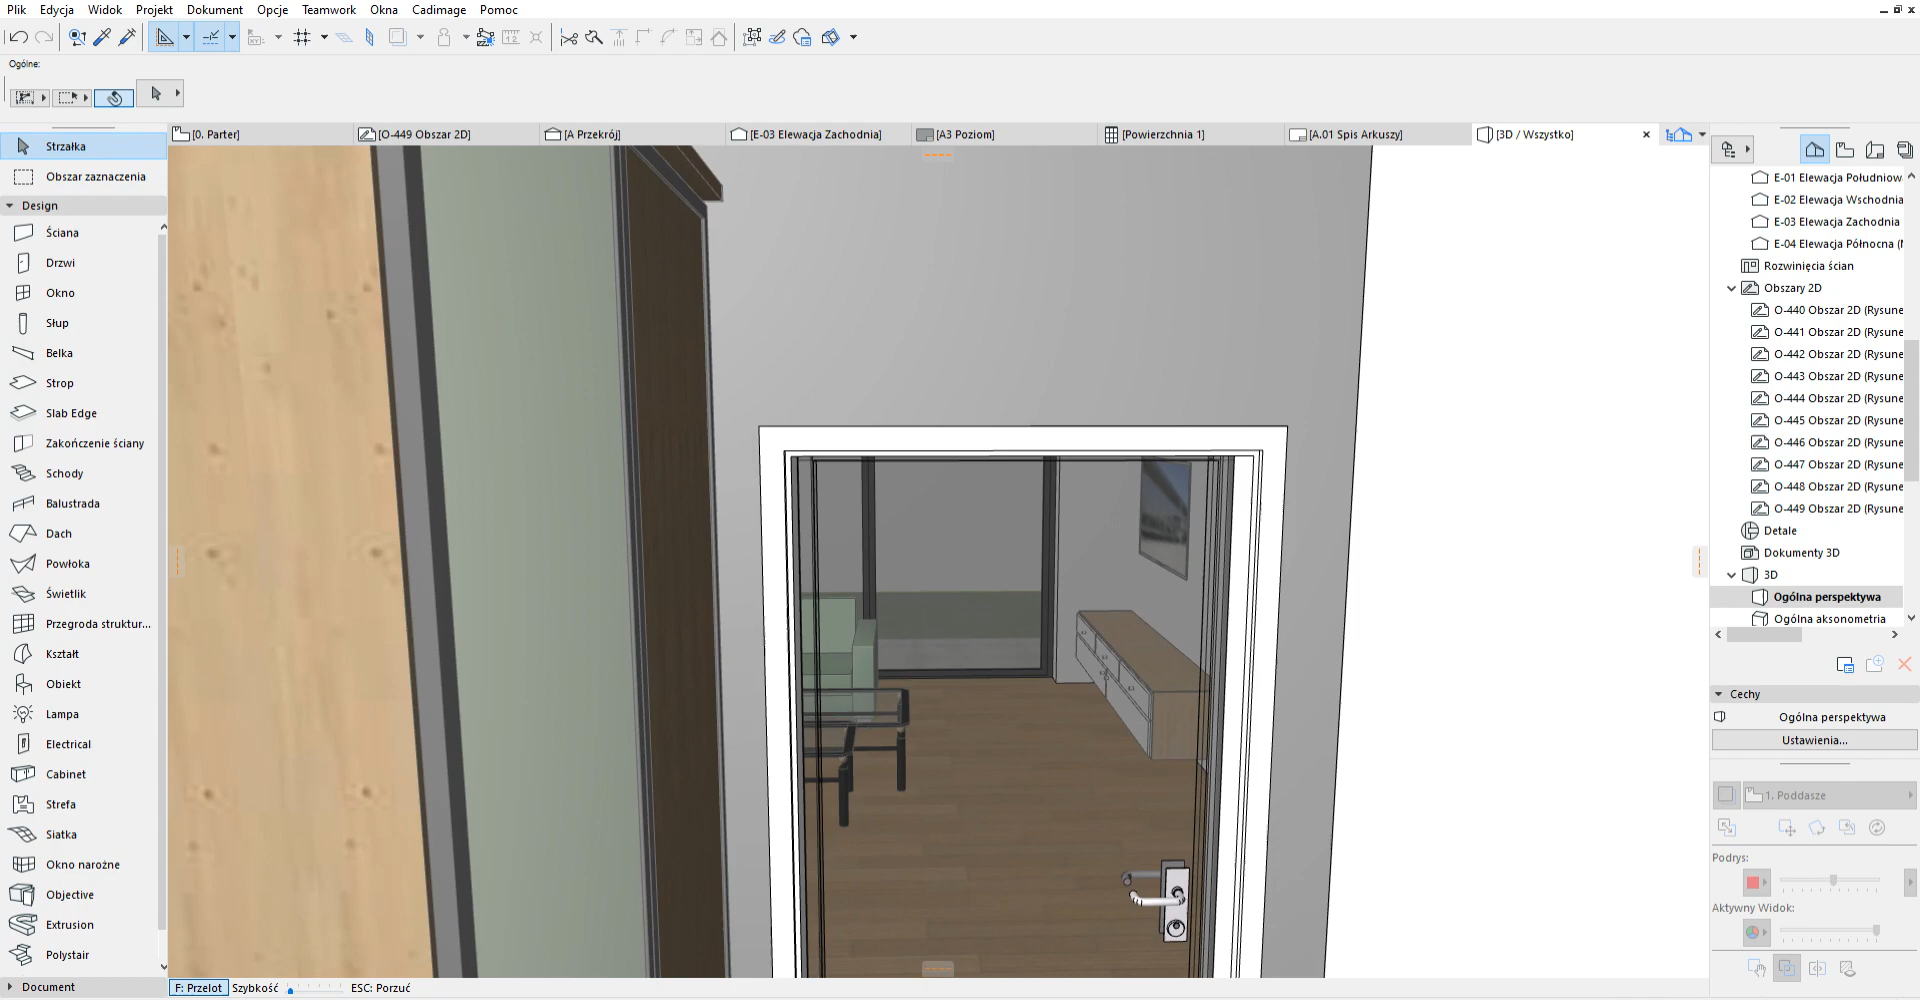 Plik Edycja Widok Projekt Dokument Opcje Teamwork Okna Cadimage Pomoc
Ogólne:
[0. Parter] [O-449 Obszar 2D] [A Przekrój] [E-03 Elewacja Zachodnia] [A3 Poziom] [Powierzchnia 1] [A.01 Spis Arkuszy] [3D / Wszystko]
Strzałka
Obszar zaznaczenia
Design
Ściana
Drzwi
Okno
Słup
Belka
Strop
Slab Edge
Zakończenie ściany
Schody
Balustrada
Dach
Powłoka
Świetlik
Przegroda struktur...
Kształt
Obiekt
Lampa
Electrical
Cabinet
Strefa
Siatka
Okno narożne
Objective
Extrusion
Polystair
Document
F: Przelot Szybkość ESC: Porzuć
E-01 Elewacja Południow
E-02 Elewacja Wschodnia
E-03 Elewacja Zachodnia
E-04 Elewacja Północna (
Rozwinięcia ścian
Obszary 2D
O-440 Obszar 2D (Rysune
O-441 Obszar 2D (Rysune
O-442 Obszar 2D (Rysune
O-443 Obszar 2D (Rysune
O-444 Obszar 2D (Rysune
O-445 Obszar 2D (Rysune
O-446 Obszar 2D (Rysune
O-447 Obszar 2D (Rysune
O-448 Obszar 2D (Rysune
O-449 Obszar 2D (Rysune
Detale
Dokumenty 3D
3D
Ogólna perspektywa
Ogólna aksonometria
Cechy
Ogólna perspektywa
Ustawienia...
1. Poddasze
Podrys:
Aktywny Widok: